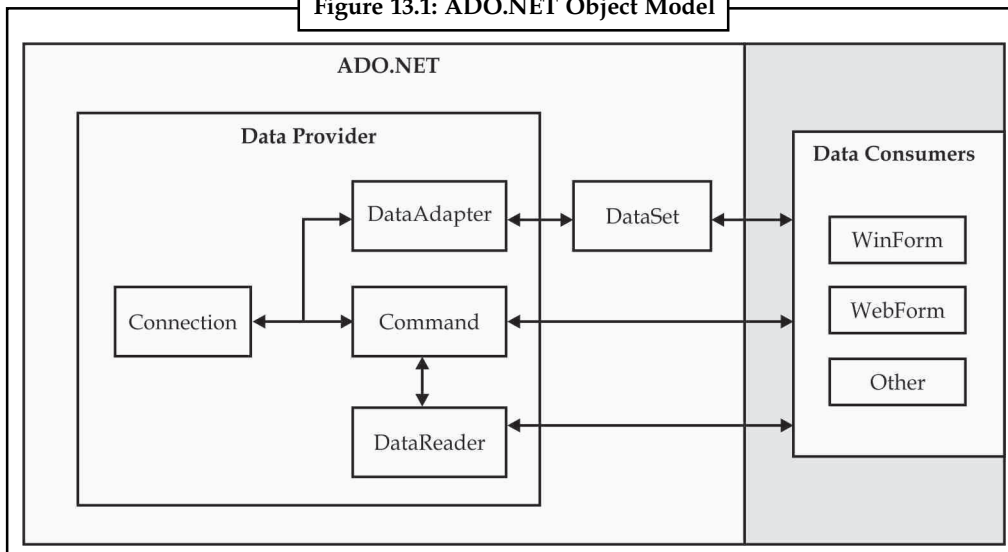 Figure 13.1: ADO.NET Object Model
ADO.NET
Data Provider
Data Consumers
DataAdapter
DataSet
WinForm
Connection
Command
WebForm
Other
DataReader